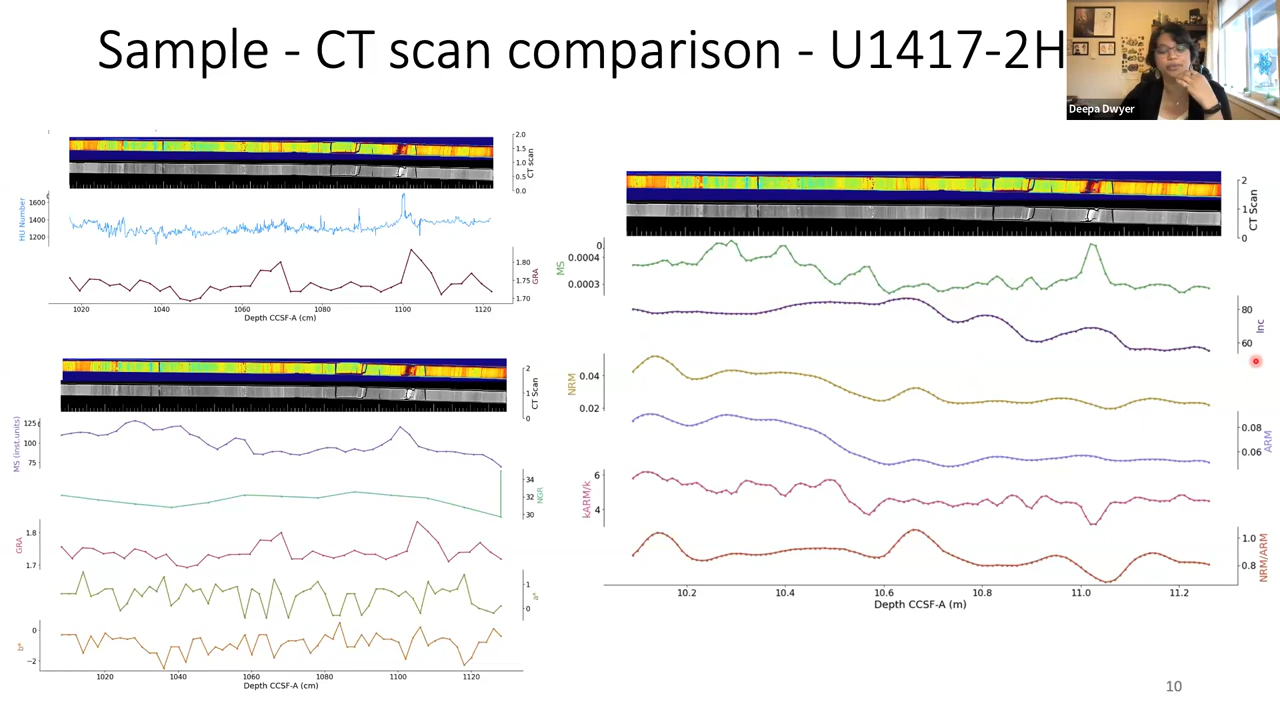 Sample - CT scan comparison - U1417-2H
Deepa Dwyer
2.0
1.5
1.0
0.5
0.0
CT scan
1600
1400
1200
HU Number
1.80
1.75
1.70
GRA
1020 1040 1060 1080 1100 1120
Depth CCSF-A (cm)
2
1
0
CT Scan
125
100
75
MS (inst.units)
34
32
30
NGR
1.8
1.7
GRA
1
0
a*
0
−2
b*
1020 1040 1060 1080 1100 1120
Depth CCSF-A (cm)
2
1
0
CT Scan
0.
0.0004
0.0003
MS
80
60
Inc
0.04
0.02
NRM
0.08
0.06
ARM
6
4
kARM/k
1.0
0.8
NRM/ARM
10.2 10.4 10.6 10.8 11.0 11.2
Depth CCSF-A (m)
10